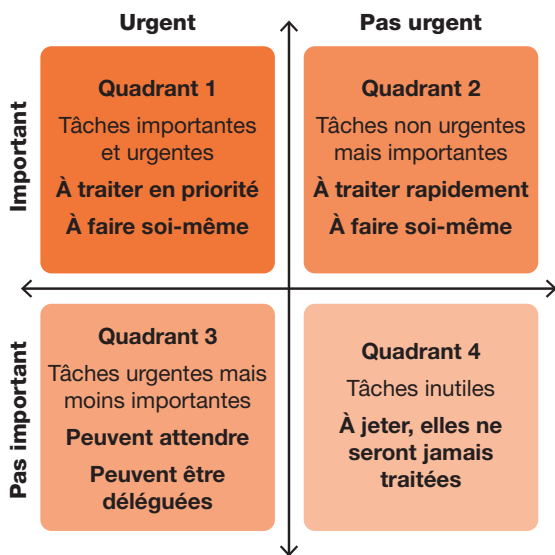 Urgent
Pas urgent
Important
Quadrant 1
Tâches importantes
et urgentes
À traiter en priorité
À faire soi-même
Quadrant 2
Tâches non urgentes
mais importantes
À traiter rapidement
À faire soi-même
Pas important
Quadrant 3
Tâches urgentes mais
moins importantes
Peuvent attendre
Peuvent être
déléguées
Quadrant 4
Tâches inutiles
À jeter, elles ne
seront jamais
traitées